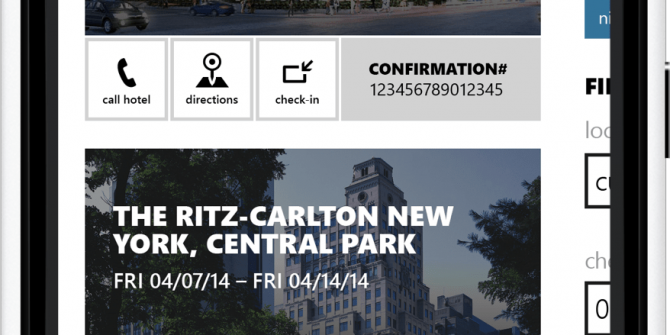 call hotel
directions
check-in
CONFIRMATION#
123456789012345
THE RITZ-CARLTON NEW
YORK, CENTRAL PARK
FRI 04/07/14 – FRI 04/14/14